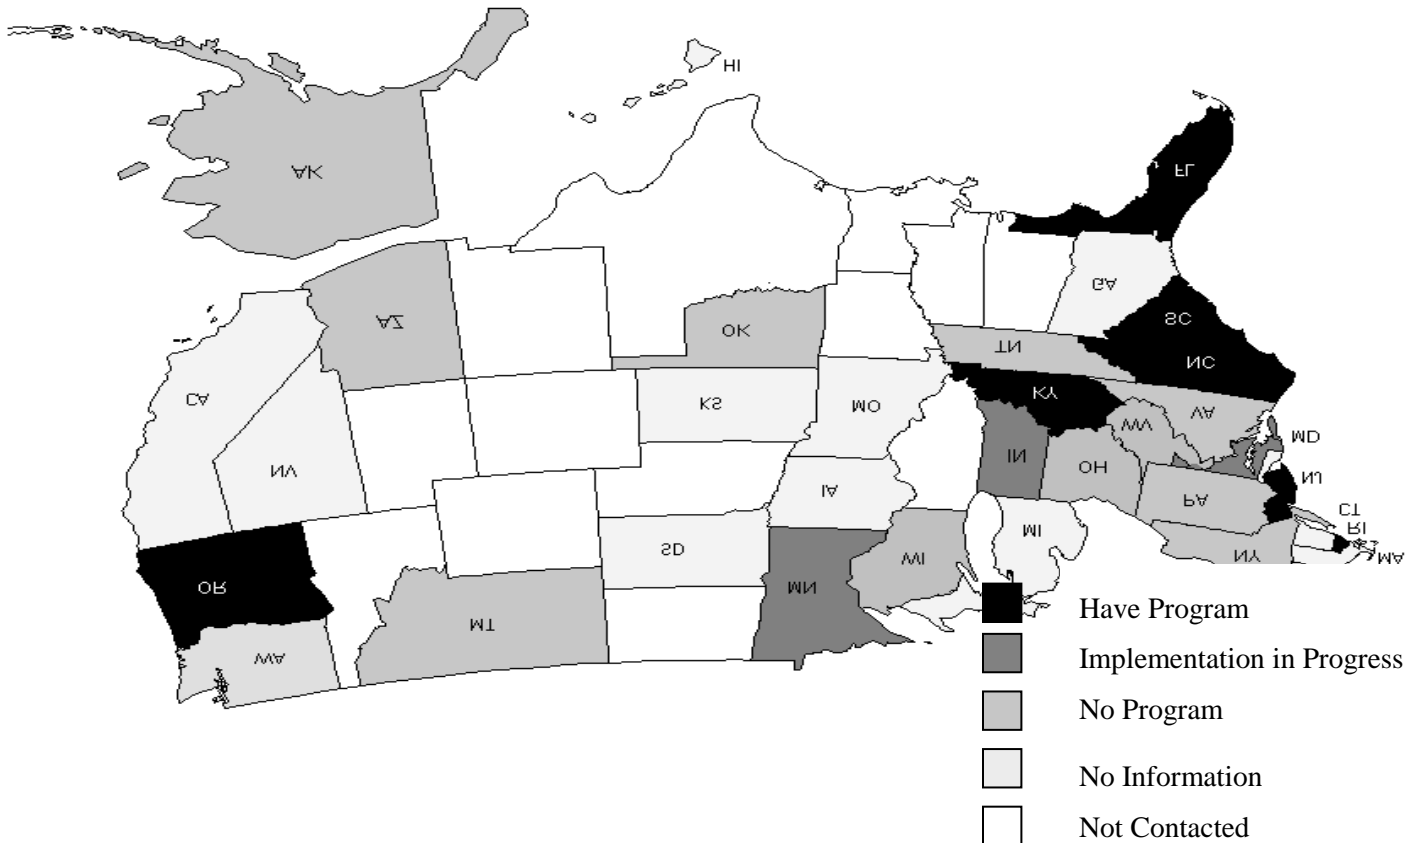 HI
AK
FL
GA
AZ
SC
OK
TN
NC
KY
CA
KS
MO
VA
WV
MD
IN
OH
NV
NJ
IA
PA
CT
RI
SD
MI
NY
MA
WI
OR
MN
Have Program
MT
WA
Implementation in Progress
No Program
No Information
Not Contacted